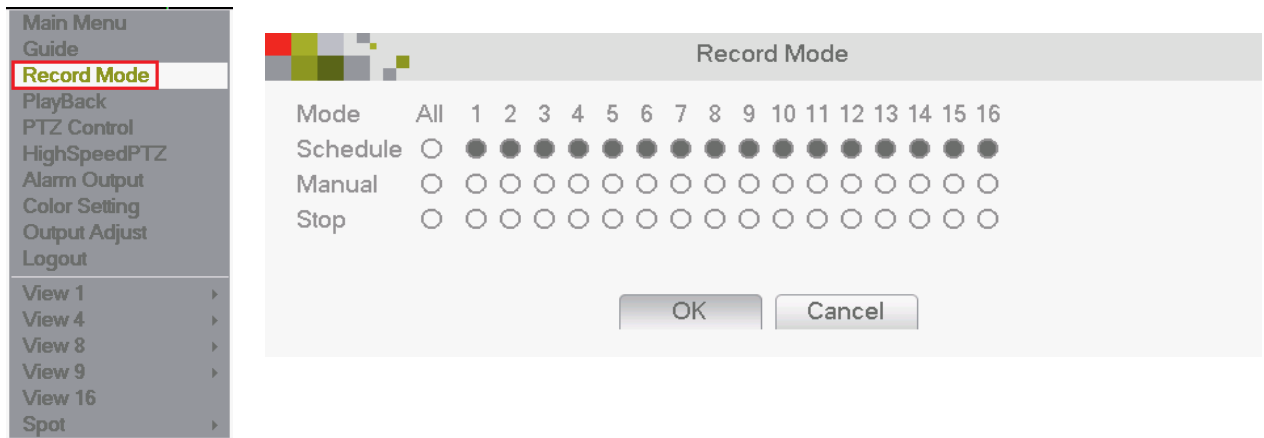 Main Menu
Guide
Record Mode
PlayBack
PTZ Control
HighSpeedPTZ
Alarm Output
Color Setting
Output Adjust
Logout
View 1
View 4
View 8
View 9
View 16
Spot
Record Mode
Mode All 1 2 3 4 5 6 7 8 9 10 11 12 13 14 15 16
Schedule
Manual
Stop
OK Cancel